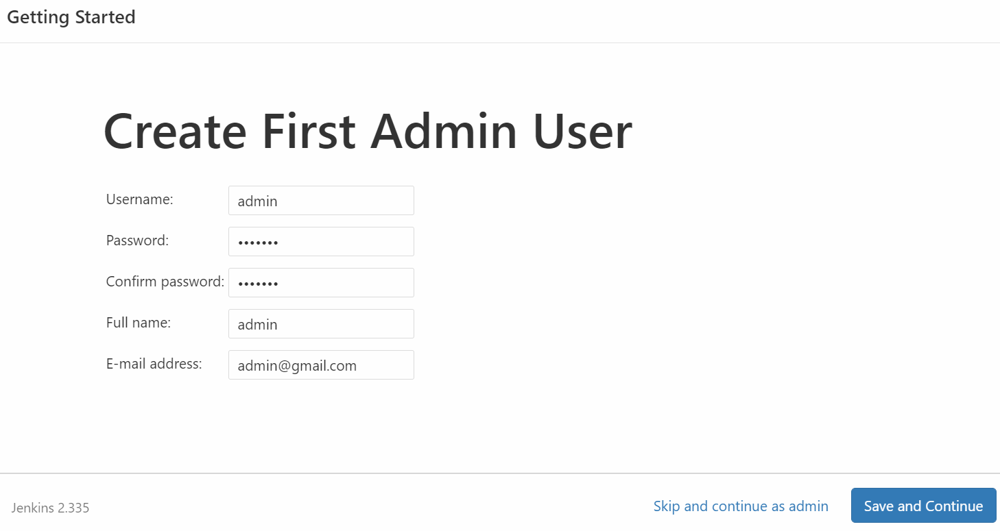 Getting Started
Create First Admin User
Username: admin
Password: •••••••
Confirm password: •••••••
Full name: admin
E-mail address: admin@gmail.com
Jenkins 2.335 Skip and continue as admin Save and Continue